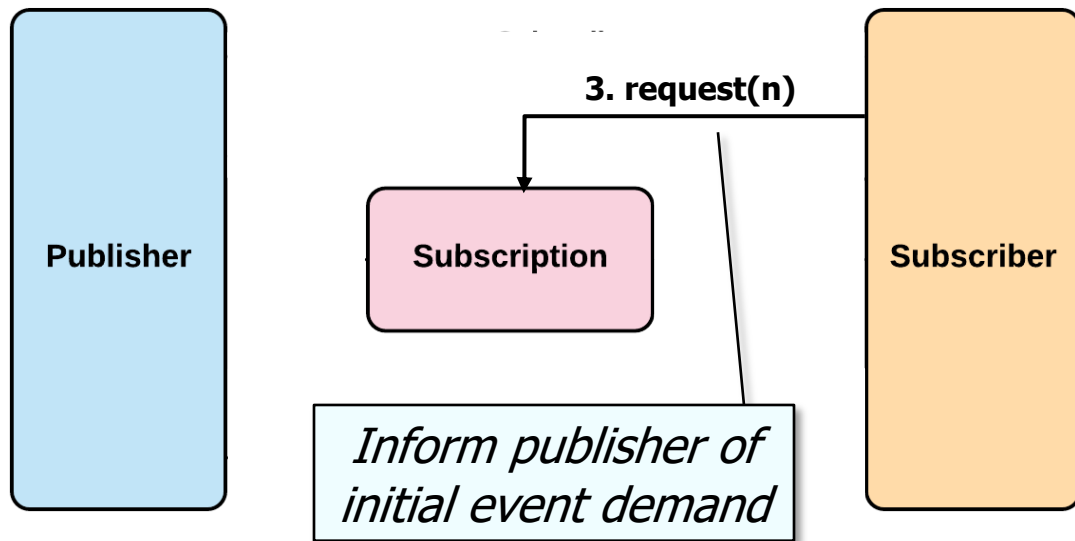 3. request(n)
Publisher
Subscription
Subscriber
Inform publisher of
initial event demand